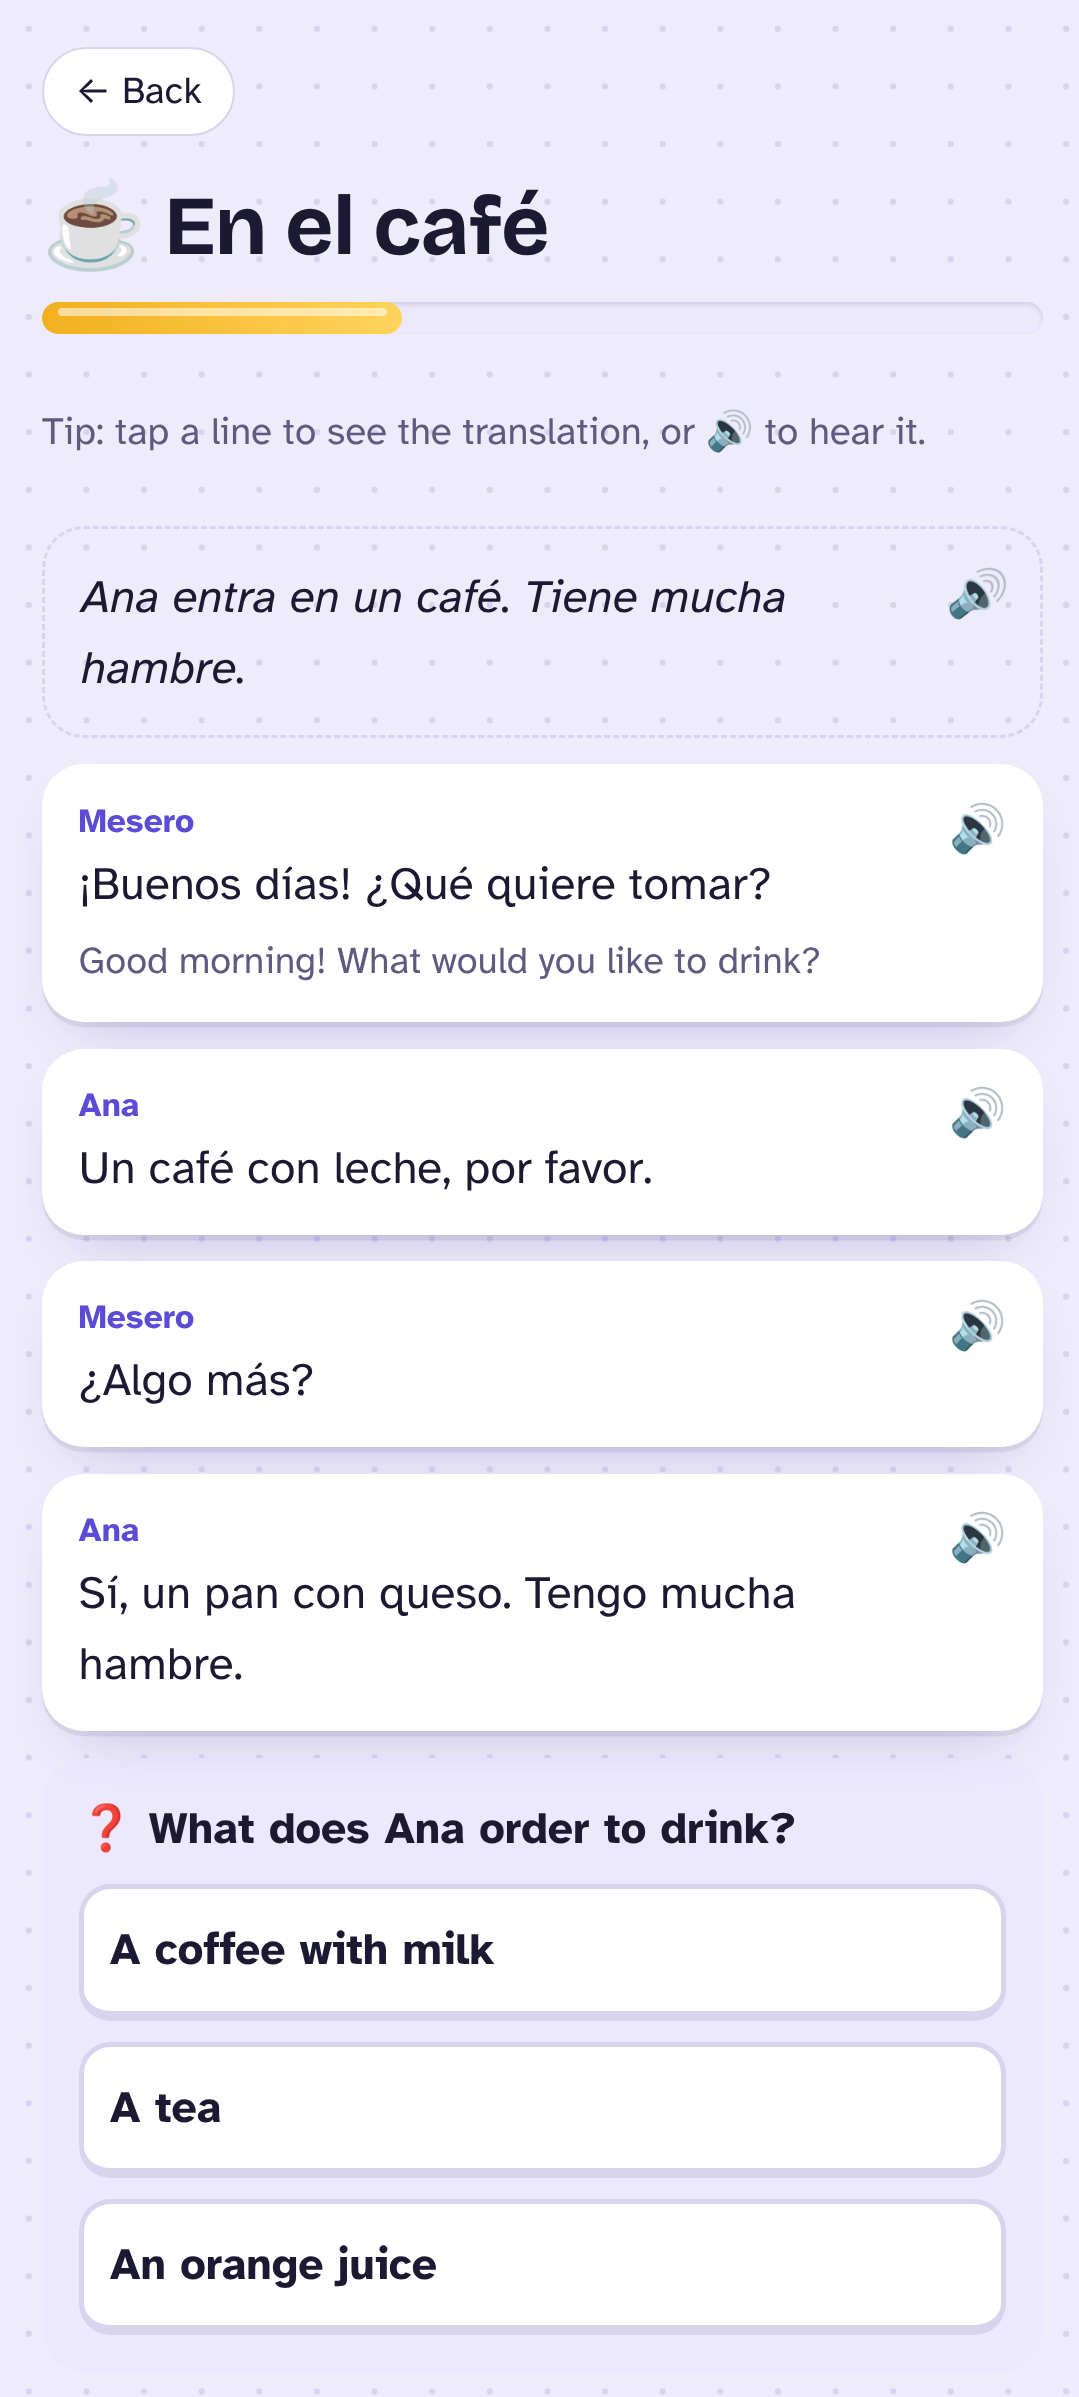 ← Back
☕ En el café
Tip: tap a line to see the translation, or 🔊 to hear it.
Ana entra en un café. Tiene mucha
hambre.
Mesero
¡Buenos días! ¿Qué quiere tomar?
Good morning! What would you like to drink?
Ana
Un café con leche, por favor.
Mesero
¿Algo más?
Ana
Sí, un pan con queso. Tengo mucha
hambre.
❓ What does Ana order to drink?
A coffee with milk
A tea
An orange juice